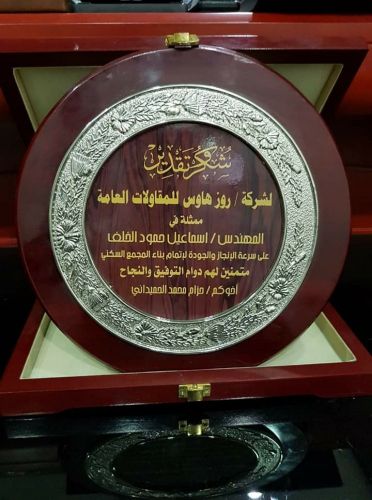 شكر وتقدير
لشركة / روز هاوس للمقاولات العامة
ممثلة في
المهندس / اسماعيل حمود الخلف
على سرعة الإنجاز والجودة لإتمام بناء المجمع السكني
متمنين لهم دوام التوفيق والنجاح
أخوكم / حزام محمد الحميداني